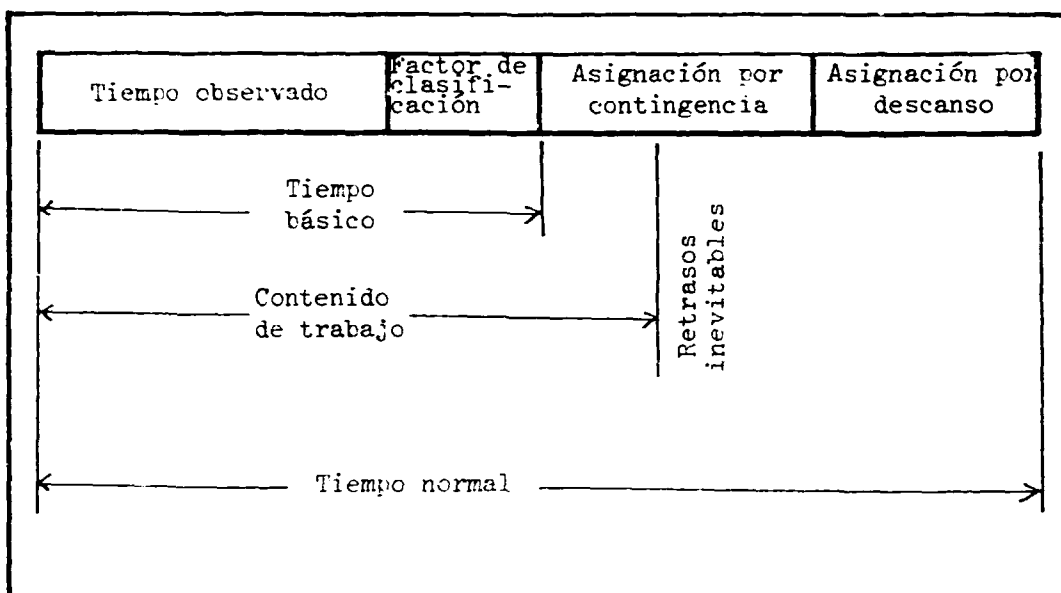 Tiempo observado
Factor de
clasifi-
cación
Asignación por
contingencia
Asignación por
descanso
Tiempo
básico
Contenido
de trabajo
Retrasos
inevitables
Tiempo normal